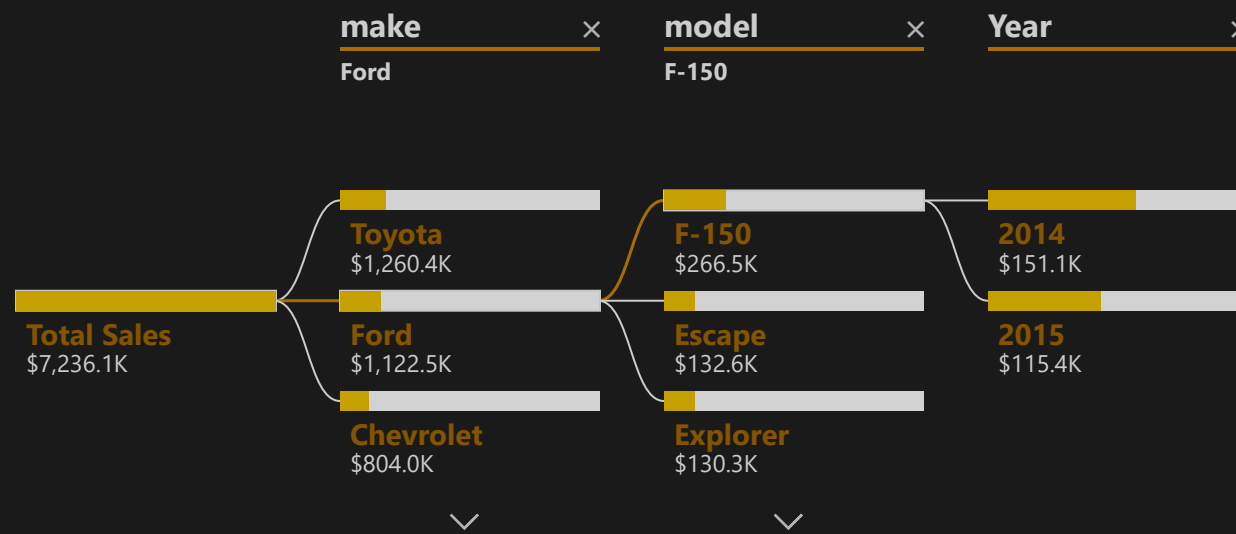 make
model
Year
Ford
F-150
Total Sales
$7,236.1K
Toyota
$1,260.4K
Ford
$1,122.5K
Chevrolet
$804.0K
F-150
$266.5K
Escape
$132.6K
Explorer
$130.3K
2014
$151.1K
2015
$115.4K